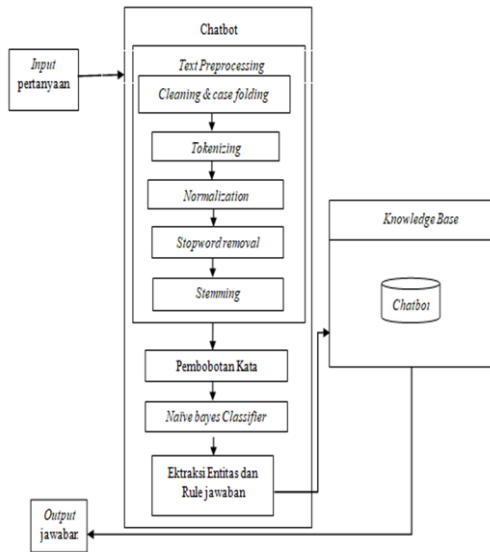 Chatbot
Input
pertanyaan
Text Preprocessing
Cleaning & case folding
Tokenizing
Normalization
Stopword removal
Stemming
Pembobotan Kata
Naïve bayes Classifier
Ektraksi Entitas dan
Rule jawaban
Knowledge Base
Chatbot
Output
jawaban